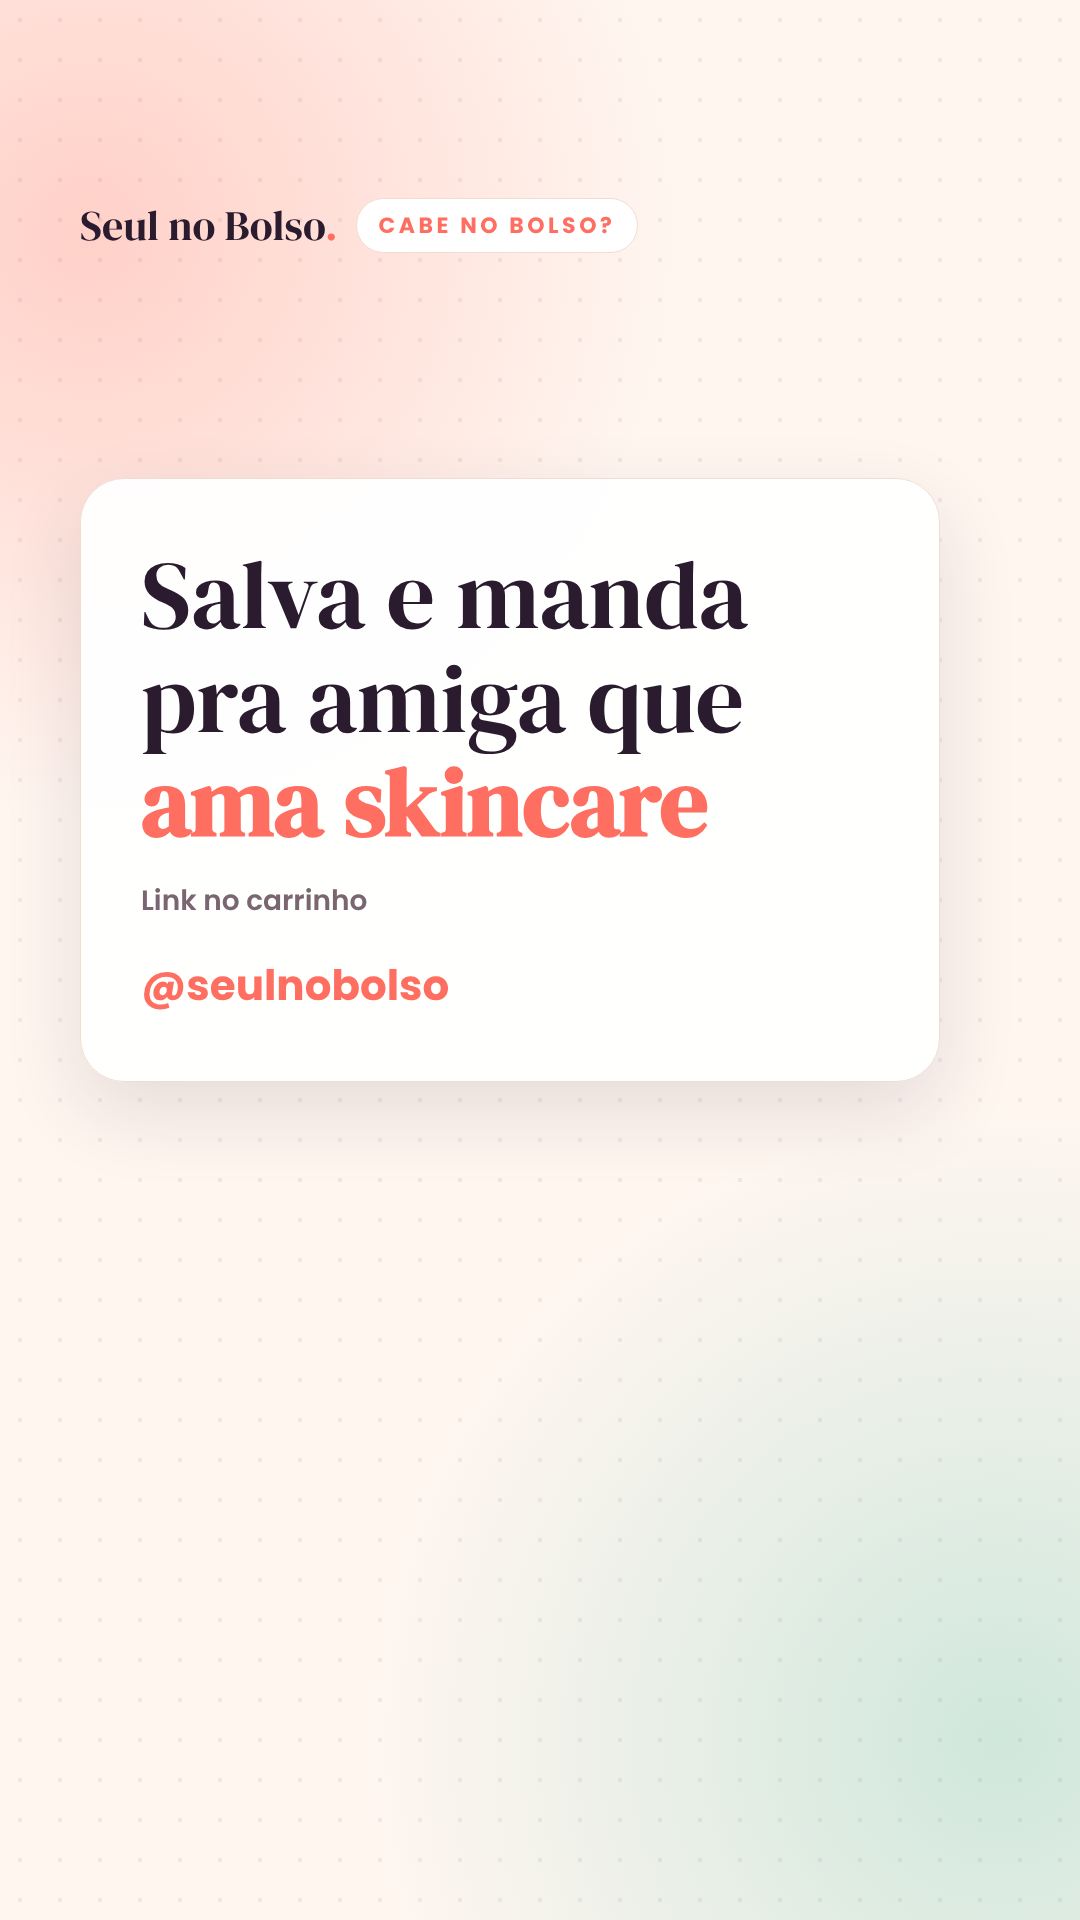 Seul no Bolso.
CABE NO BOLSO?
Salva e manda
pra amiga que
ama skincare
Link no carrinho
@seulnobolso